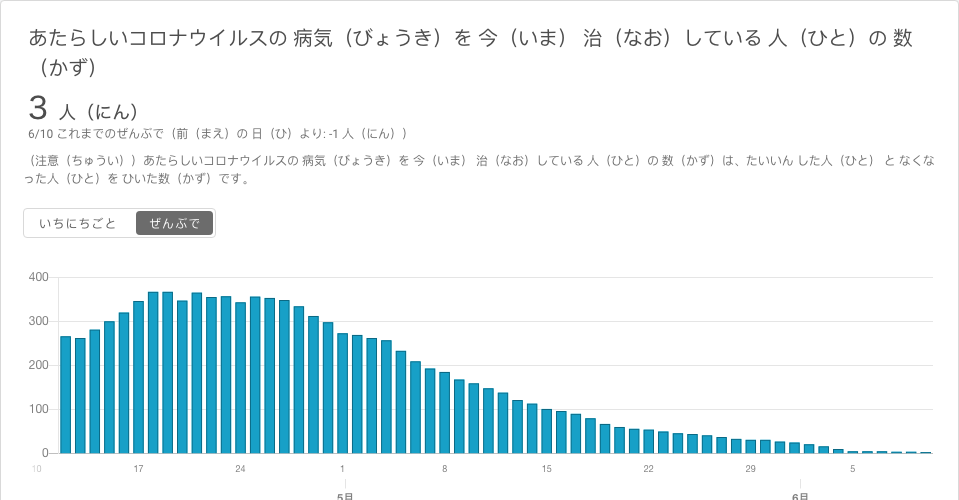 あたらしいコロナウイルスの 病気（びょうき）を 今（いま） 治（なお）している 人（ひと）の 数
（かず）
3 人（にん）
6/10 これまでのぜんぶで（前（まえ）の 日（ひ）より: -1 人（にん））
（注意（ちゅうい））あたらしいコロナウイルスの 病気（びょうき）を 今（いま） 治（なお）している 人（ひと）の 数（かず）は、たいいん した人（ひと） と なくな
った人（ひと）を ひいた数（かず）です。
いちにちごと ぜんぶで
400
300
200
100
0
10 17 24 1 8 15 22 29 5
5月 6月